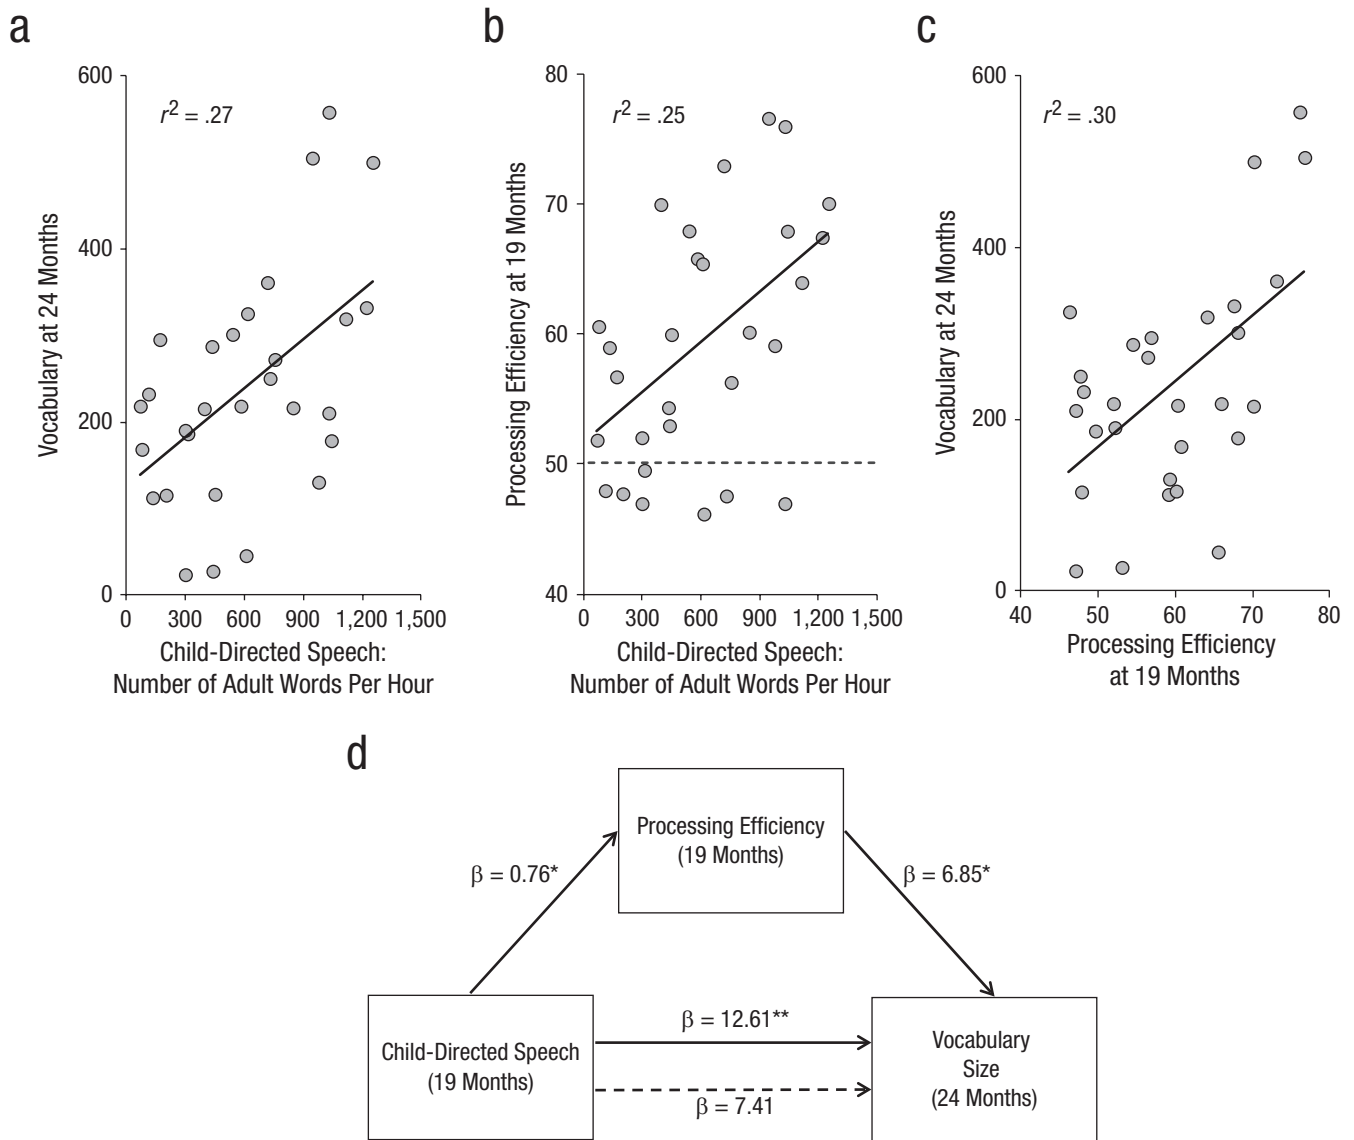 a
600
400
200
0
r² = .27
Vocabulary at 24 Months
0 300 600 900 1,200 1,500
Child-Directed Speech:
Number of Adult Words Per Hour
b
80
70
60
50
40
r² = .25
Processing Efficiency at 19 Months
0 300 600 900 1,200 1,500
Child-Directed Speech:
Number of Adult Words Per Hour
c
600
400
200
0
r² = .30
Vocabulary at 24 Months
40 50 60 70 80
Processing Efficiency
at 19 Months
d
Processing Efficiency
(19 Months)
β = 0.76*
β = 6.85*
Child-Directed Speech
(19 Months)
β = 12.61**
β = 7.41
Vocabulary
Size
(24 Months)